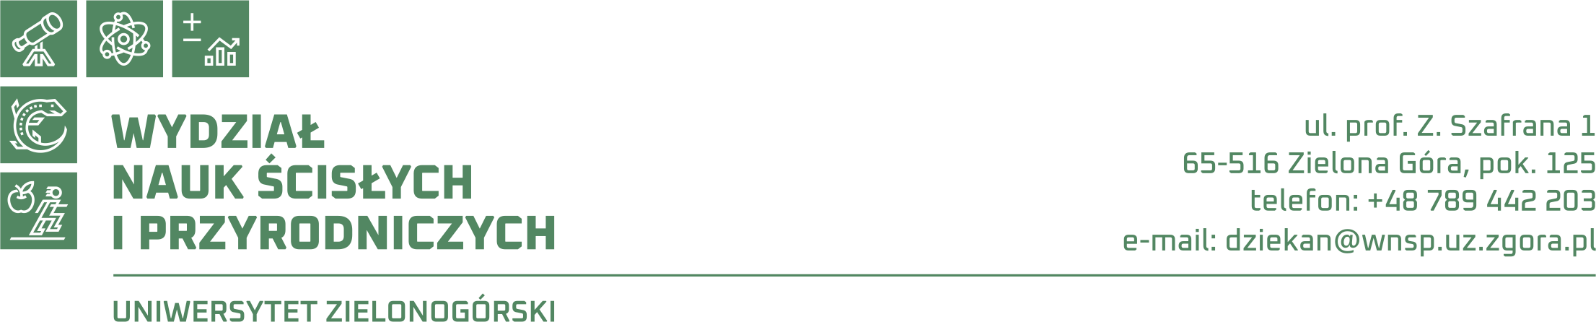 WYDZIAŁ
NAUK ŚCISŁYCH
I PRZYRODNICZYCH
ul. prof. Z. Szafrana 1
65-516 Zielona Góra, pok. 125
telefon: +48 789 442 203
e-mail: dziekan@wnsp.uz.zgora.pl
UNIWERSYTET ZIELONOGÓRSKI